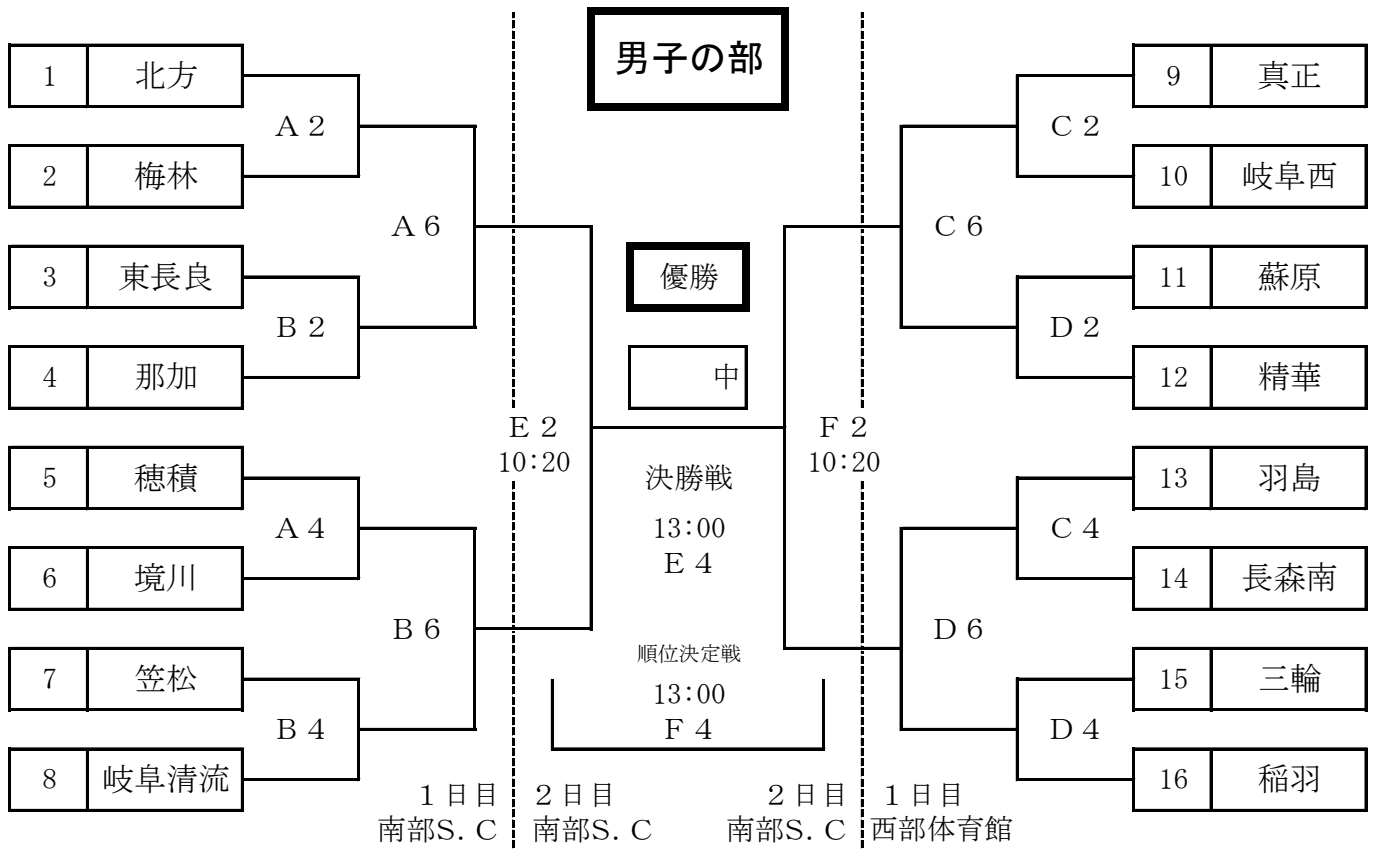 男子の部
1 北方
2 梅林
3 東長良
4 那加
5 穂積
6 境川
7 笠松
8 岐阜清流
A 2
B 2
A 4
B 4
A 6
B 6
E 2
10:20
優勝
中
決勝戦
13:00
E 4
順位決定戦
13:00
F 4
F 2
10:20
C 6
D 6
C 2
D 2
C 4
D 4
9 真正
10 岐阜西
11 蘇原
12 精華
13 羽島
14 長森南
15 三輪
16 稲羽
1日目
南部S. C
2日目
南部S. C
2日目
南部S. C
1日目
西部体育館